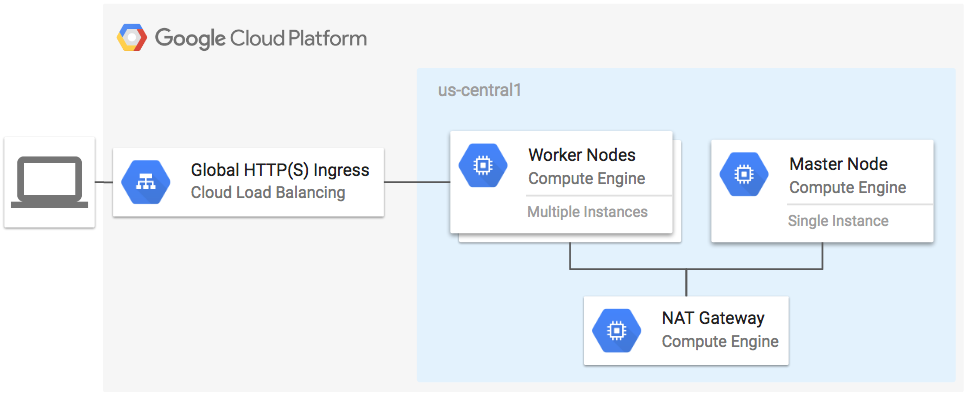 Google Cloud Platform
us-central1
Global HTTP(S) Ingress
Cloud Load Balancing
Worker Nodes
Compute Engine
Multiple Instances
Master Node
Compute Engine
Single Instance
NAT Gateway
Compute Engine